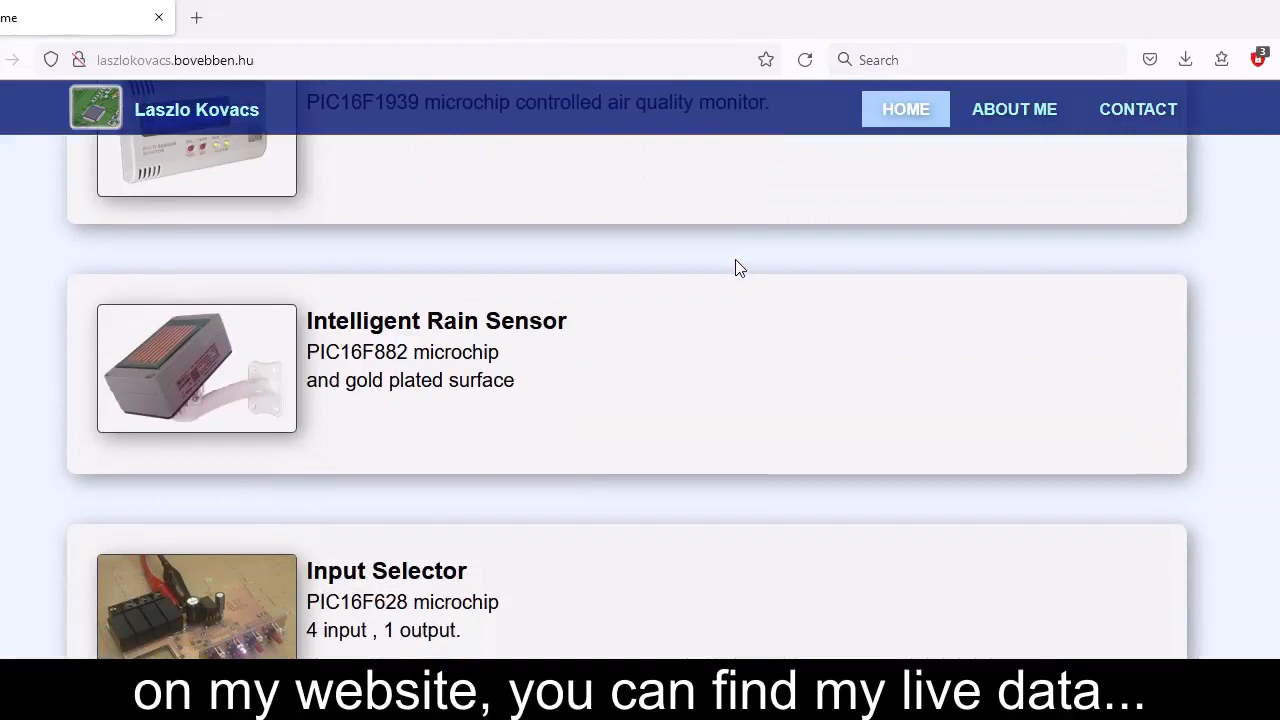 me
laszlokovacs.bovebben.hu
Search
3
Laszlo Kovacs
HOME
ABOUT ME
CONTACT
PIC16F1939 microchip controlled air quality monitor.
Intelligent Rain Sensor
PIC16F882 microchip
and gold plated surface
Input Selector
PIC16F628 microchip
4 input , 1 output.
on my website, you can find my live data...